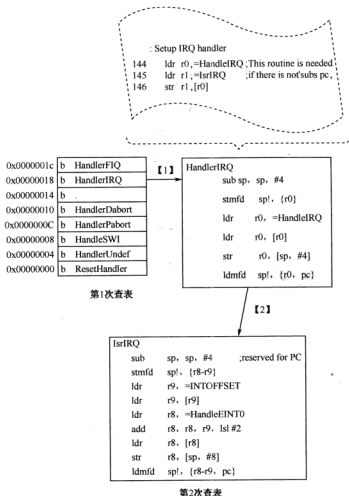 : Setup IRQ handler
144 ldr r0,=HandleIRQ ;This routine is needed
145 ldr r1,=IsrIRQ ;if there is not'subs pc,
146 str r1,[r0]
0x0000001c b HandlerFIQ
0x00000018 b HandlerIRQ
0x00000014 b .
0x00000010 b HandlerDabort
0x0000000C b HandlerPabort
0x00000008 b HandleSWI
0x00000004 b HandlerUndef
0x00000000 b ResetHandler
第1次查表
【1】
HandlerIRQ
sub sp, sp, #4
stmfd sp!, {r0}
ldr r0, =HandleIRQ
ldr r0, [r0]
str r0, [sp, #4]
ldmfd sp!, {r0, pc}
【2】
IsrIRQ
sub sp, sp, #4 ;reserved for PC
stmfd sp!, {r8-r9}
ldr r9, =INTOFFSET
ldr r9, [r9]
ldr r8, =HandleEINT0
add r8, r8, r9, lsl #2
ldr r8, [r8]
str r8, [sp, #8]
ldmfd sp!, {r8-r9, pc}
第2次查表